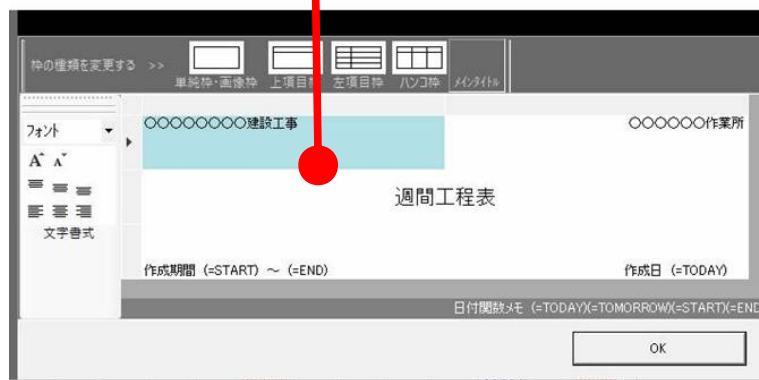 枠の種類を変更する >>
単純枠・画像枠 上項目枠 左項目枠 ハンコ枠 メインタイトル
フォント
A A
文字書式
○○○○○○○○建設工事
○○○○○○作業所
週間工程表
作成期間 (=START) ～ (=END)
作成日 (=TODAY)
日付関数メモ (=TODAY)(=TOMORROW)(=START)(=END
OK